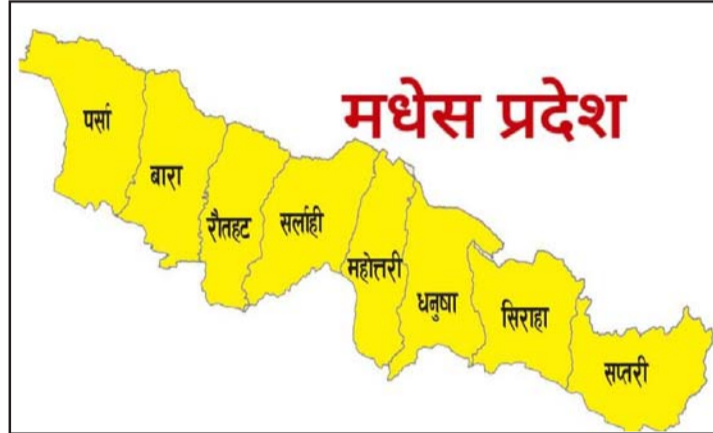 मधेस प्रदेश
पर्सा
बारा
रौतहट
सर्लाही
महोत्तरी
धनुषा
सिराहा
सप्तरी